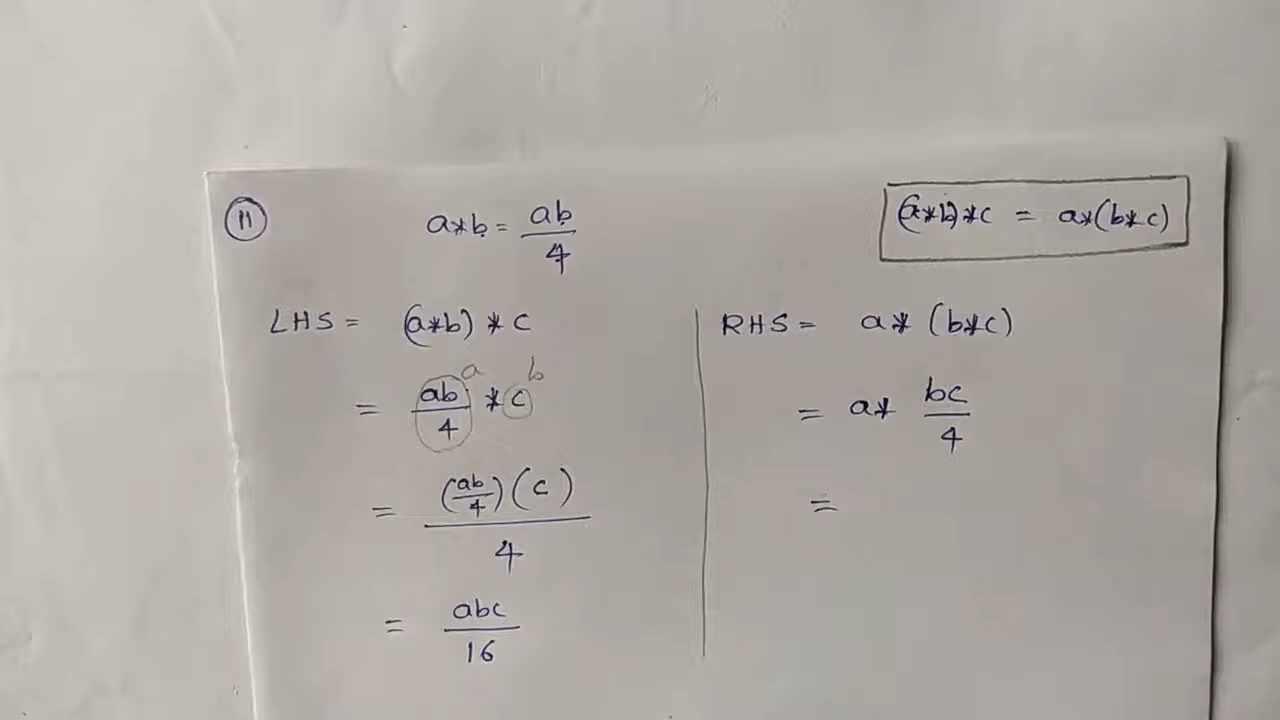 11
a*b = ab/4
(a*b)*c = a*(b*c)
LHS = (a*b) * c
= ab/4 * c
a b
= (ab/4)(c)/4
= abc/16
RHS = a* (b*c)
= a* bc/4
=